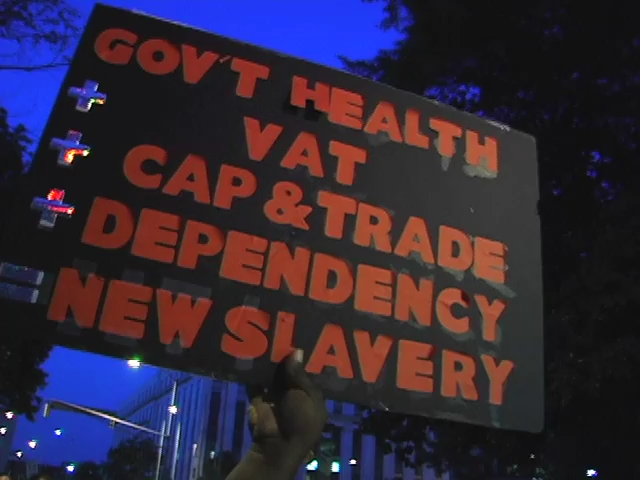 GOV'T HEALTH
+ VAT
+ CAP & TRADE
+ DEPENDENCY
= NEW SLAVERY